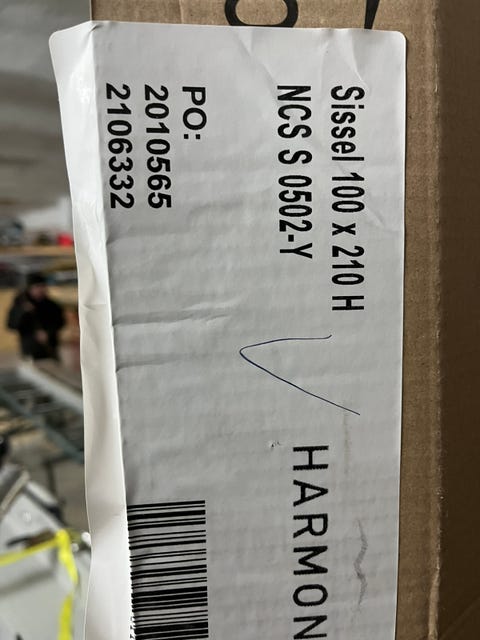 Sissel 100 x 210 H
NCS S 0502-Y
HARMON
PO:
2010565
2106332